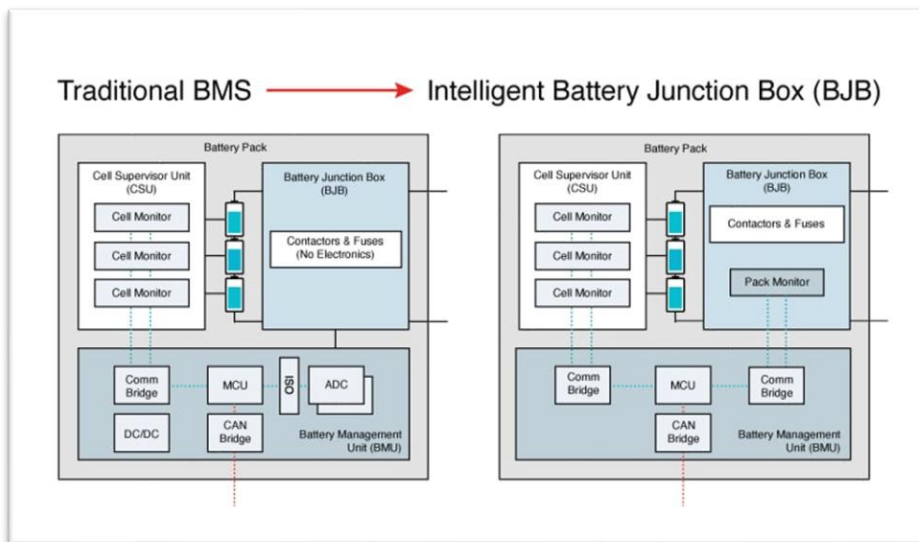 Traditional BMS
Intelligent Battery Junction Box (BJB)
Battery Pack
Cell Supervisor Unit
(CSU)
Cell Monitor
Cell Monitor
Cell Monitor
Battery Junction Box
(BJB)
Contactors & Fuses
(No Electronics)
Comm
Bridge
MCU
ISO
ADC
DC/DC
CAN
Bridge
Battery Management
Unit (BMU)
Battery Pack
Cell Supervisor Unit
(CSU)
Cell Monitor
Cell Monitor
Cell Monitor
Battery Junction Box
(BJB)
Contactors & Fuses
Pack Monitor
Comm
Bridge
MCU
Comm
Bridge
CAN
Bridge
Battery Management
Unit (BMU)